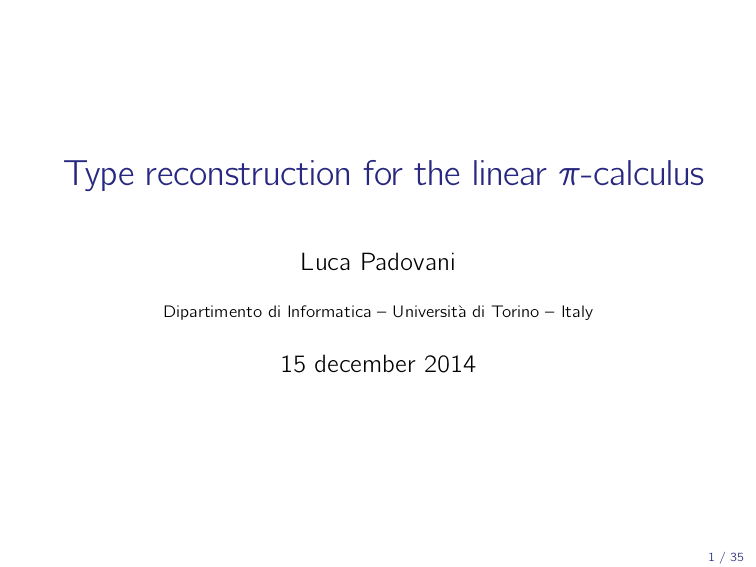 Type reconstruction for the linear π-calculus
Luca Padovani
Dipartimento di Informatica – Università di Torino – Italy
15 december 2014
1 / 35